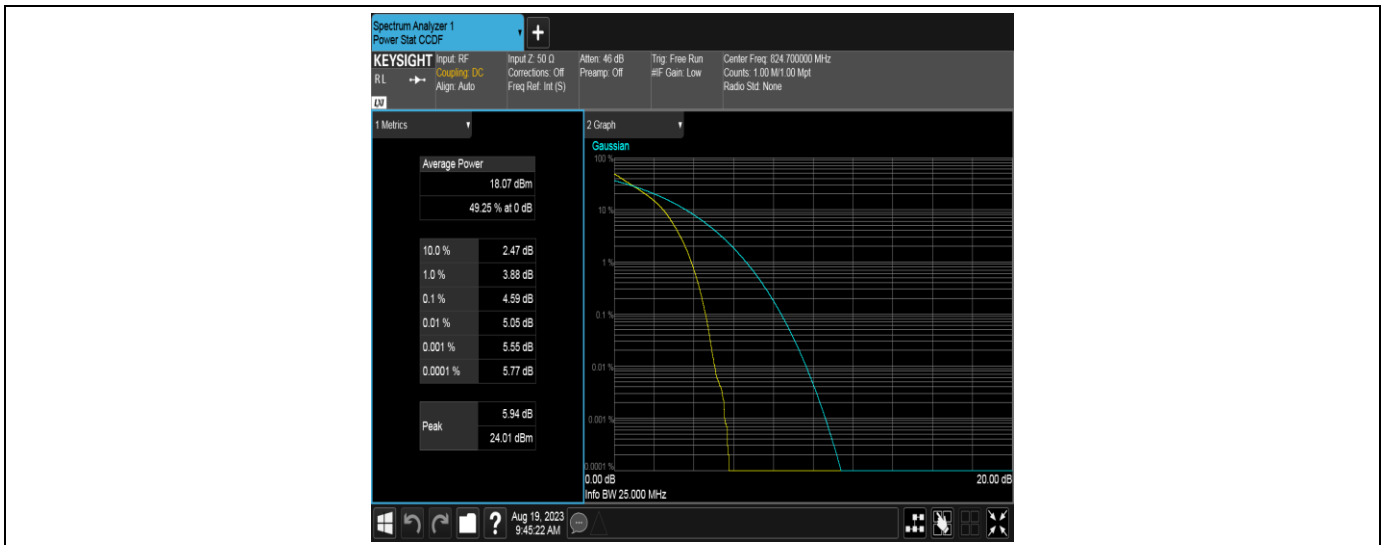 Spectrum Analyzer 1
Power Stat CCDF
+
KEYSIGHT
RL
LXI
Input: RF
Coupling: DC
Align: Auto
Input Z: 50 Ω
Corrections: Off
Freq Ref: Int (S)
Atten: 46 dB
Preamp: Off
Trig: Free Run
#IF Gain: Low
Center Freq: 824.700000 MHz
Counts: 1.00 M/1.00 Mpt
Radio Std: None
1 Metrics
Average Power
18.07 dBm
49.25 % at 0 dB
10.0 % 2.47 dB
1.0 % 3.88 dB
0.1 % 4.59 dB
0.01 % 5.05 dB
0.001 % 5.55 dB
0.0001 % 5.77 dB
Peak
5.94 dB
24.01 dBm
2 Graph
Gaussian
100 %
10 %
1 %
0.1 %
0.01 %
0.001 %
0.0001 %
0.00 dB 20.00 dB
Info BW 25.000 MHz
?
Aug 19, 2023
9:45:22 AM